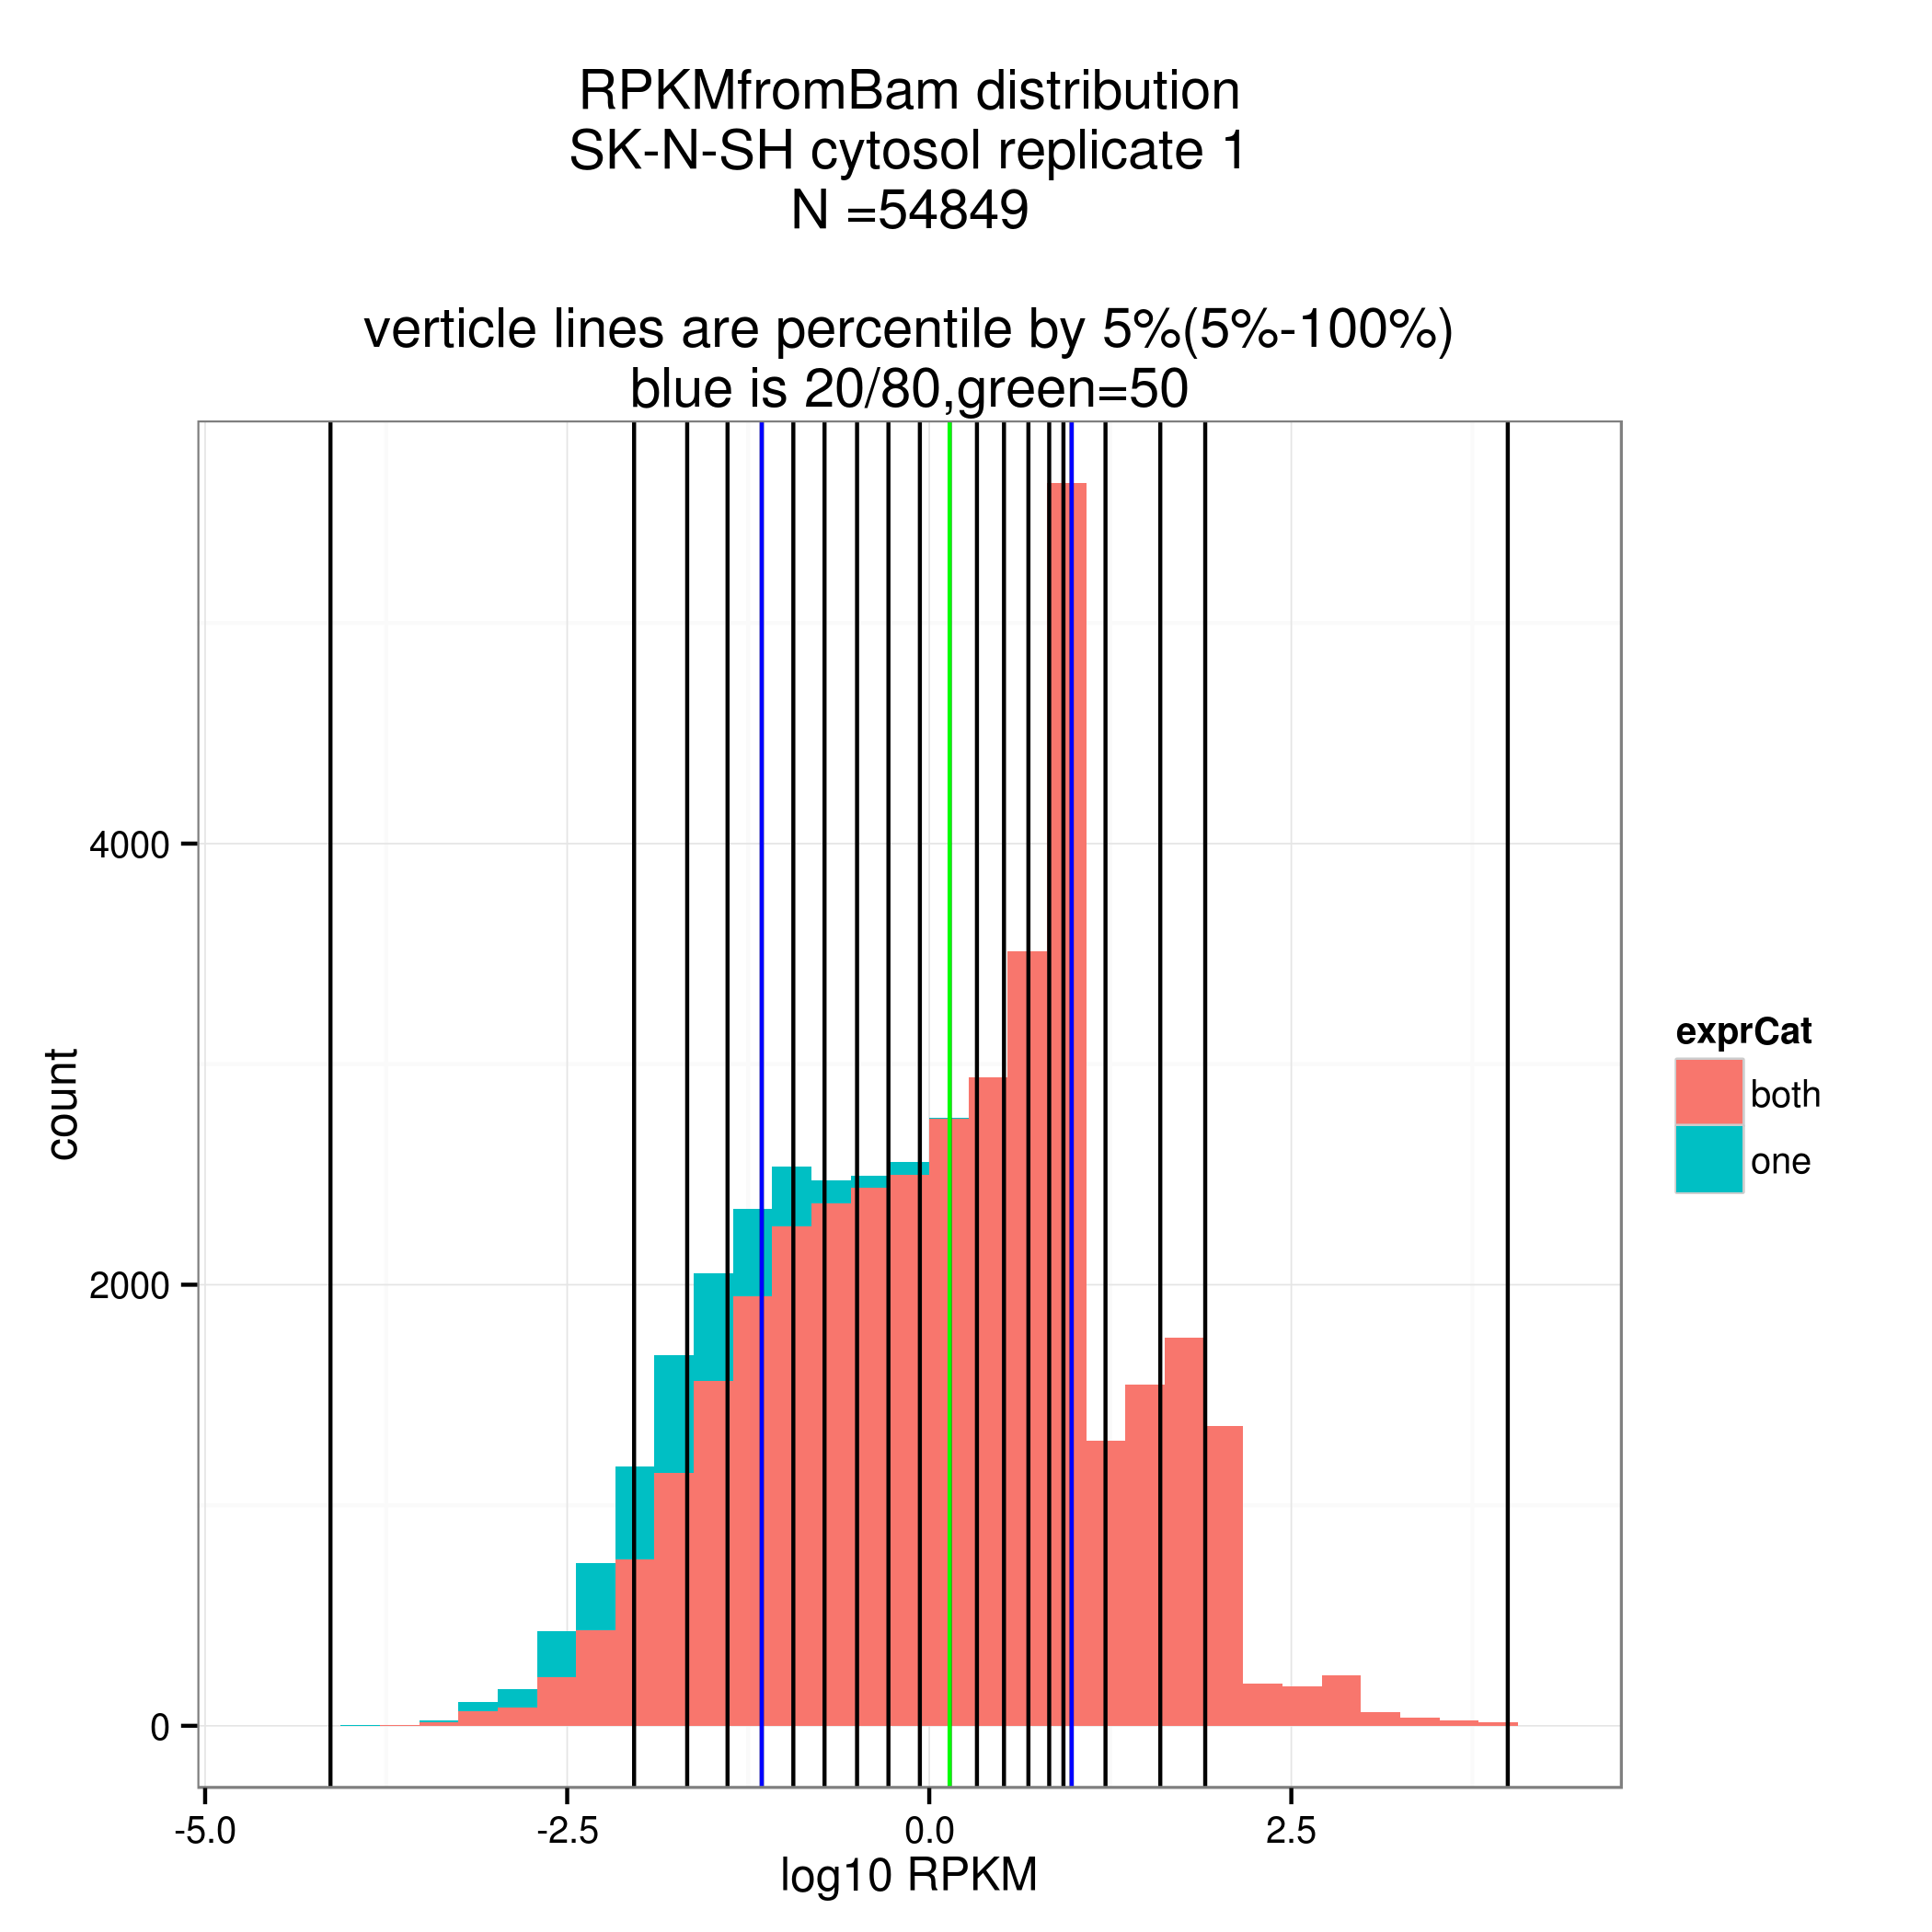 RPKMfromBam distribution
SK-N-SH cytosol replicate 1
N =54849
verticle lines are percentile by 5%(5%-100%)
blue is 20/80,green=50
count
4000
2000
0
-5.0
-2.5
0.0
2.5
log10 RPKM
exprCat
both
one